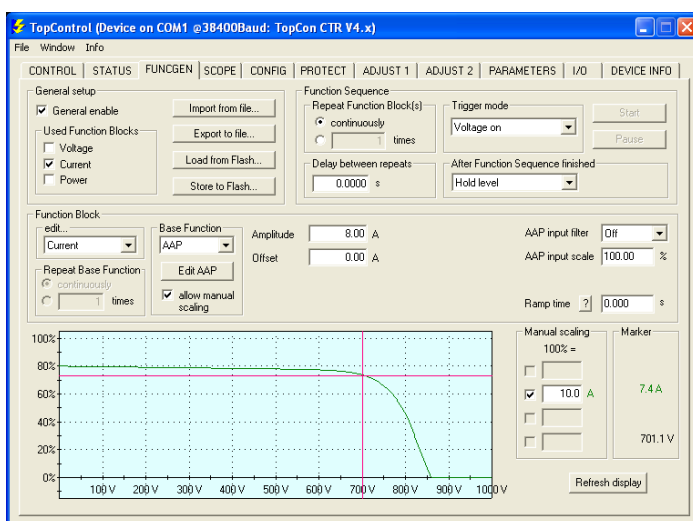 TopControl (Device on COM1 @38400Baud: TopCon CTR V4.x)
File Window Info
CONTROL STATUS FUNCGEN SCOPE CONFIG PROTECT ADJUST 1 ADJUST 2 PARAMETERS I/O DEVICE INFO
General setup
General enable
Used Function Blocks
Voltage
Current
Power
Import from file...
Export to file...
Load from Flash...
Store to Flash...
Function Sequence
Repeat Function Block(s)
continuously
1 times
Trigger mode
Voltage on
Start
Pause
Delay between repeats
0.0000 s
After Function Sequence finished
Hold level
Function Block
edit...
Current
Repeat Base Function
continuously
1 times
Base Function
AAP
Edit AAP
allow manual
scaling
Amplitude 8.00 A
Offset 0.00 A
AAP input filter Off
AAP input scale 100.00 %
Ramp time ? 0.000 s
100%
80%
60%
40%
20%
0%
100 V 200 V 300 V 400 V 500 V 600 V 700 V 800 V 900 V 1000 V
Manual scaling
100% =
10.0 A
Marker
7.4 A
701.1 V
Refresh display